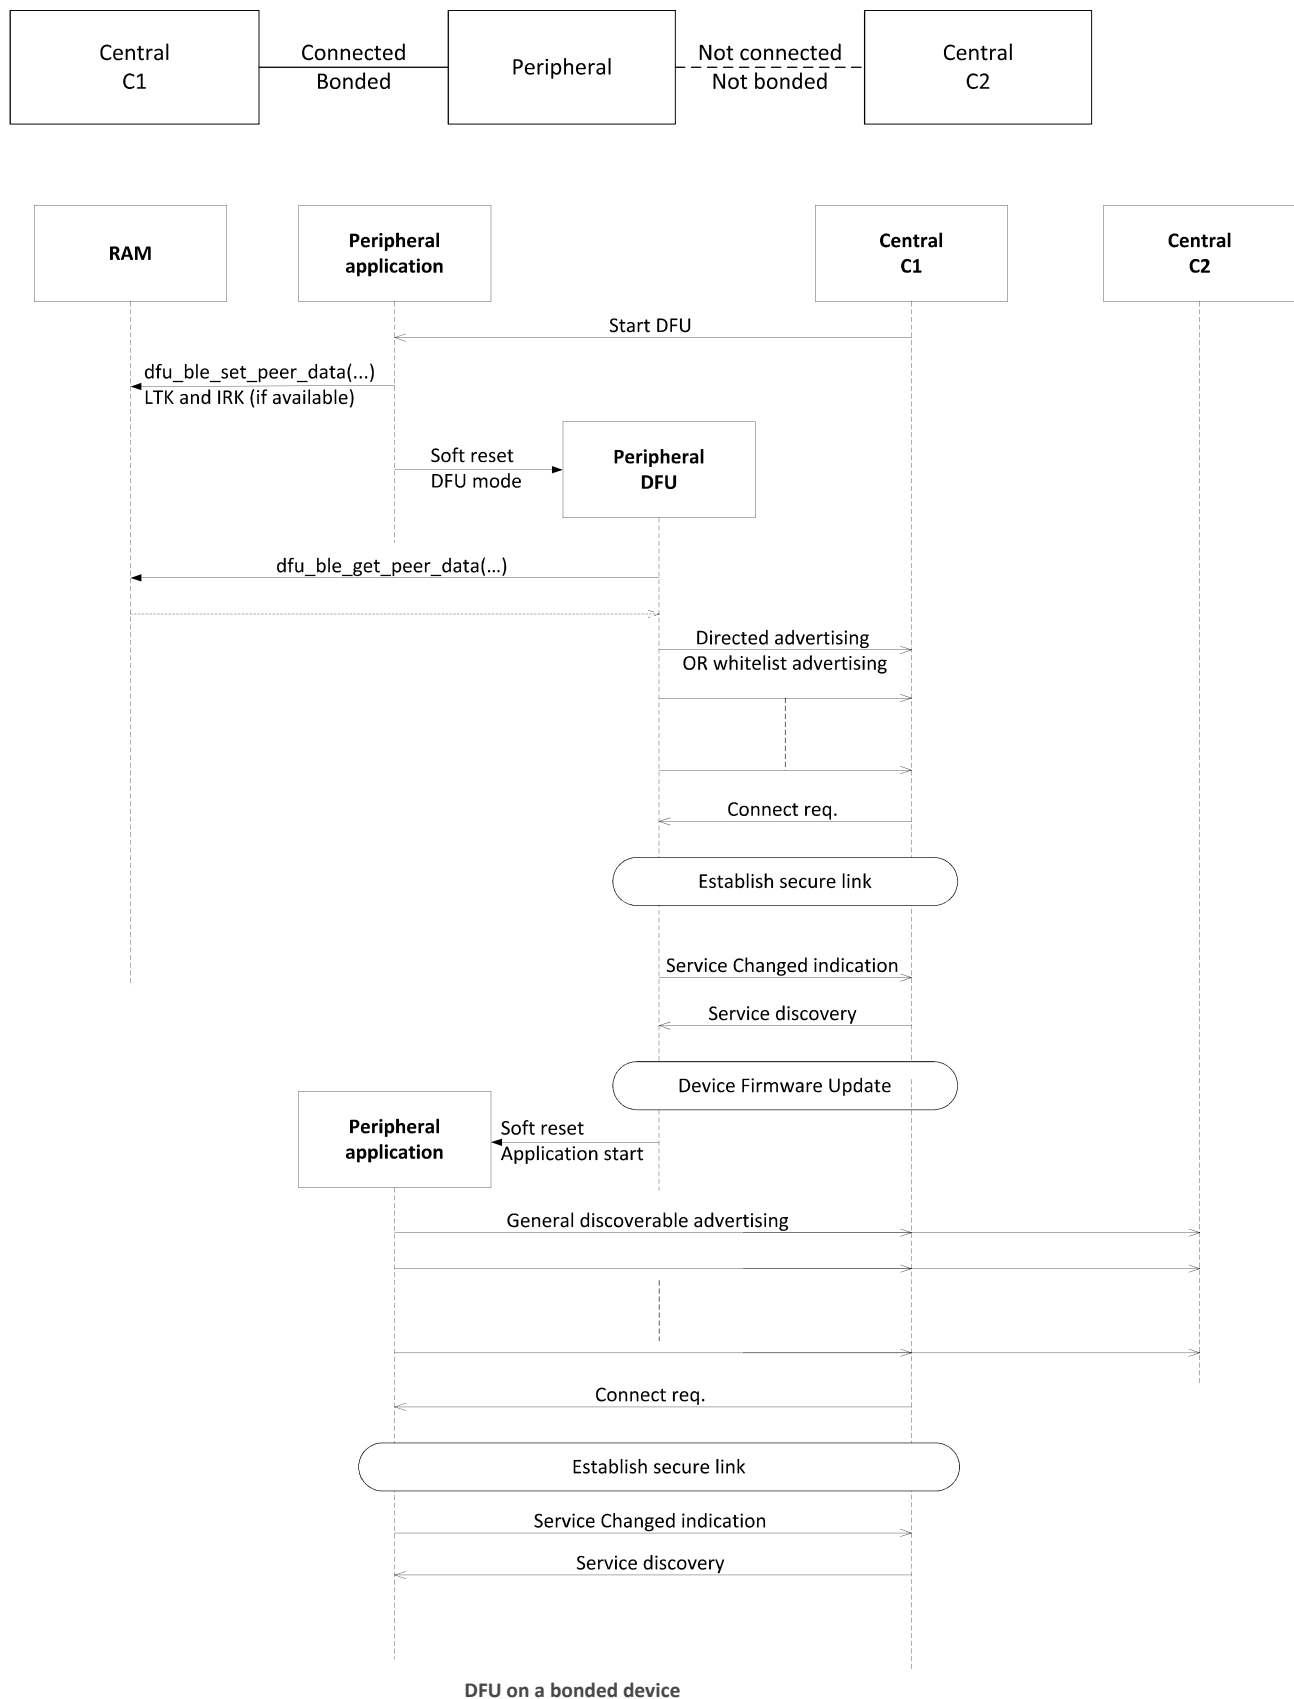 Central
C1
Connected
Bonded
Peripheral
Not connected
Not bonded
Central
C2
RAM
Peripheral
application
Central
C1
Central
C2
Start DFU
dfu_ble_set_peer_data(...)
LTK and IRK (if available)
Soft reset
DFU mode
Peripheral
DFU
dfu_ble_get_peer_data(...)
Directed advertising
OR whitelist advertising
Connect req.
Establish secure link
Service Changed indication
Service discovery
Device Firmware Update
Peripheral
application
Soft reset
Application start
General discoverable advertising
Connect req.
Establish secure link
Service Changed indication
Service discovery
DFU on a bonded device